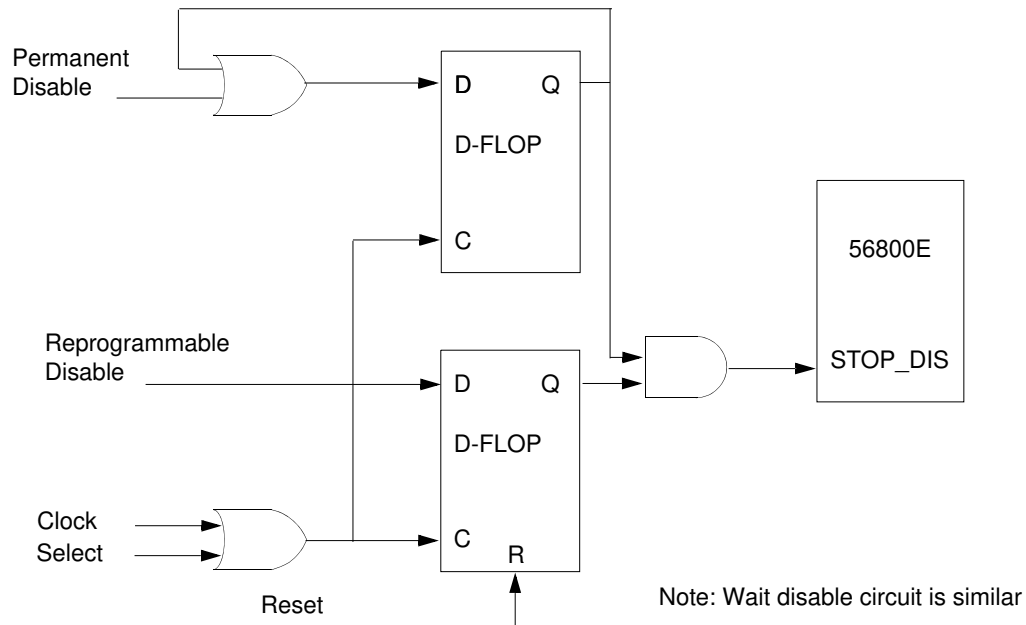 Permanent
Disable
D
Q
D-FLOP
C
56800E
STOP_DIS
Reprogrammable
Disable
D
Q
D-FLOP
C
R
Clock
Select
Reset
Note: Wait disable circuit is similar